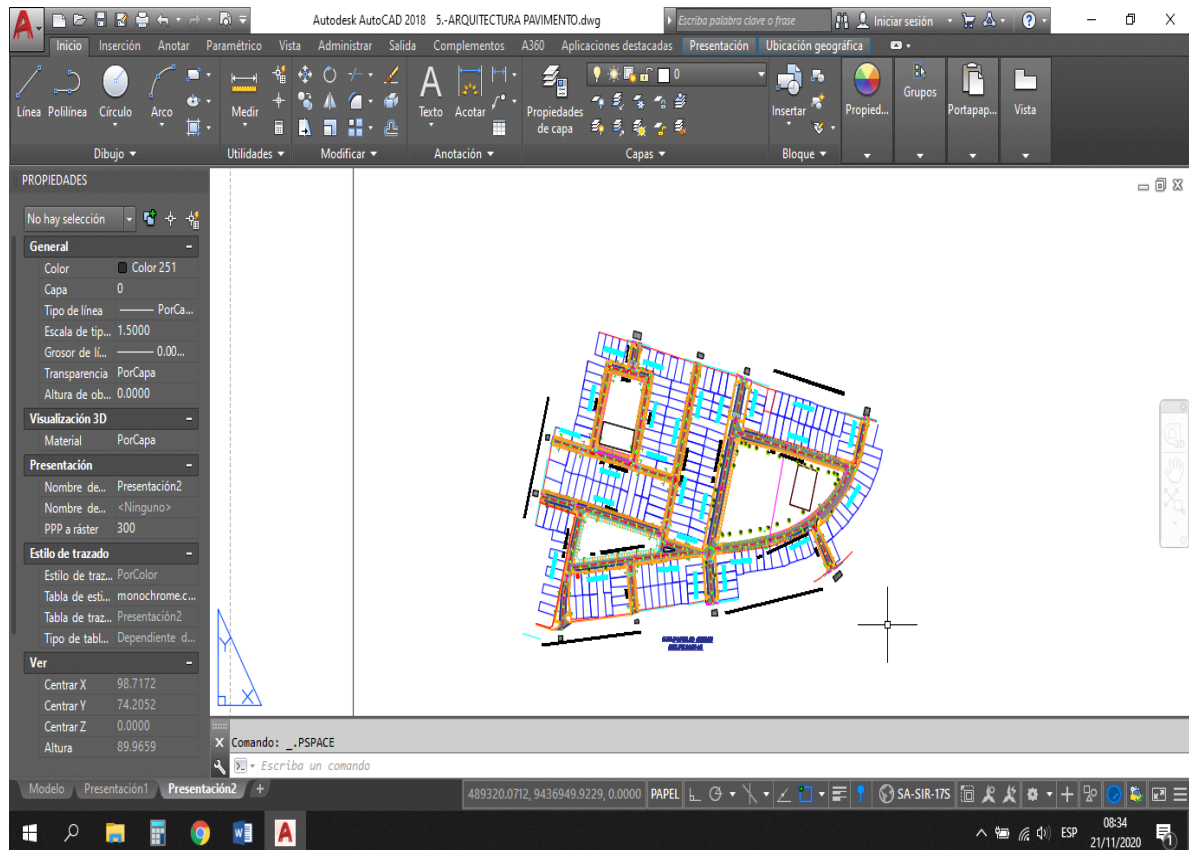 Autodesk AutoCAD 2018 5.-ARQUITECTURA PAVIMENTO.dwg
Escriba palabra clave o frase
Iniciar sesión
Inicio Inserción Anotar Paramétrico Vista Administrar Salida Complementos A360 Aplicaciones destacadas Presentación Ubicación geográfica
0
Línea Polilínea Círculo Arco
Medir
Texto Acotar
Propiedades de capa
Insertar
Propied...
Grupos
Portapap...
Vista
Dibujo Utilidades Modificar Anotación Capas Bloque
PROPIEDADES
No hay selección
General
Color Color 251
Capa 0
Tipo de línea PorCa...
Escala de tip... 1.5000
Grosor de lí... 0.00...
Transparencia PorCapa
Altura de ob... 0.0000
Visualización 3D
Material PorCapa
Presentación
Nombre de... Presentación2
Nombre de... <Ninguno>
PPP a ráster 300
Estilo de trazado
Estilo de traz... PorColor
Tabla de esti... monochrome.c...
Tabla de traz... Presentación2
Tipo de tabl... Dependiente d...
Ver
Centrar X 98.7172
Centrar Y 74.2052
Centrar Z 0.0000
Altura 89.9659
Y
X
Comando: _.PSPACE
Escriba un comando
Modelo Presentación1 Presentación2 +
489320.0712, 9436949.9229, 0.0000 PAPEL SA-SIR-17S
ESP
08:34
21/11/2020